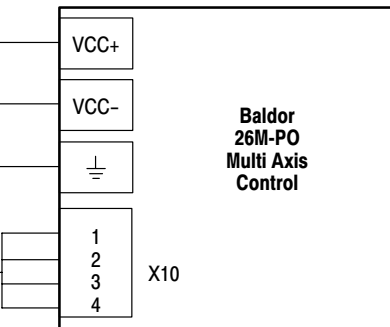 VCC+
VCC-
Baldor
26M-PO
Multi Axis
Control
1
2
3
4
X10